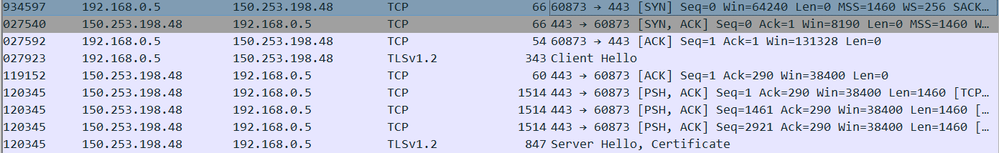 934597 192.168.0.5 150.253.198.48 TCP 66 60873 → 443 [SYN] Seq=0 Win=64240 Len=0 MSS=1460 WS=256 SACK…
027540 150.253.198.48 192.168.0.5 TCP 66 443 → 60873 [SYN, ACK] Seq=0 Ack=1 Win=8190 Len=0 MSS=1460 W…
027592 192.168.0.5 150.253.198.48 TCP 54 60873 → 443 [ACK] Seq=1 Ack=1 Win=131328 Len=0
027923 192.168.0.5 150.253.198.48 TLSv1.2 343 Client Hello
119152 150.253.198.48 192.168.0.5 TCP 60 443 → 60873 [ACK] Seq=1 Ack=290 Win=38400 Len=0
120345 150.253.198.48 192.168.0.5 TCP 1514 443 → 60873 [PSH, ACK] Seq=1 Ack=290 Win=38400 Len=1460 [TCP…
120345 150.253.198.48 192.168.0.5 TCP 1514 443 → 60873 [PSH, ACK] Seq=1461 Ack=290 Win=38400 Len=1460 […
120345 150.253.198.48 192.168.0.5 TCP 1514 443 → 60873 [PSH, ACK] Seq=2921 Ack=290 Win=38400 Len=1460 […
120345 150.253.198.48 192.168.0.5 TLSv1.2 847 Server Hello, Certificate